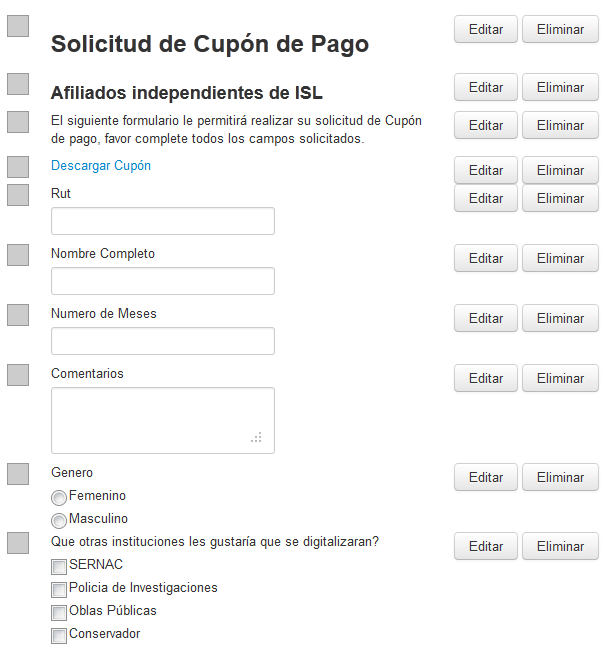 Solicitud de Cupón de Pago Editar Eliminar
Afiliados independientes de ISL Editar Eliminar
El siguiente formulario le permitirá realizar su solicitud de Cupón Editar Eliminar
de pago, favor complete todos los campos solicitados.
Descargar Cupón Editar Eliminar
Rut Editar Eliminar
Nombre Completo Editar Eliminar
Numero de Meses Editar Eliminar
Comentarios Editar Eliminar
Genero Editar Eliminar
Femenino
Masculino
Que otras instituciones les gustaría que se digitalizaran? Editar Eliminar
SERNAC
Policia de Investigaciones
Oblas Públicas
Conservador